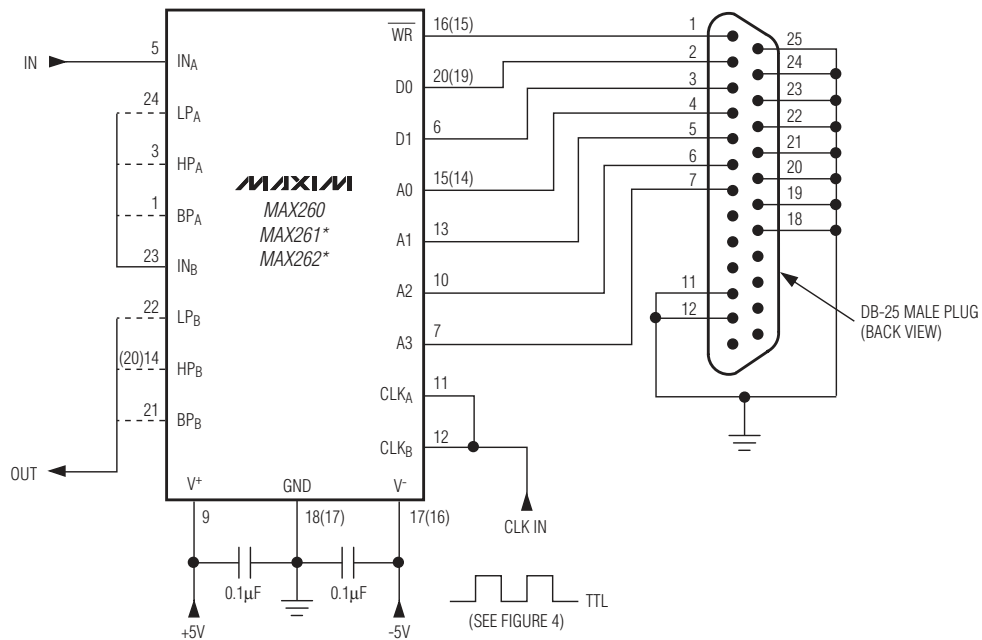 IN
5
INA
24
LPA
3
HPA
1
BPA
23
INB
22
LPB
(20)14
HPB
21
BPB
OUT
MAXIM
MAX260
MAX261*
MAX262*
WR
16(15)
D0
20(19)
D1
6
A0
15(14)
A1
13
A2
10
A3
7
CLKA
11
CLKB
12
CLK IN
V+
GND
V-
9
18(17)
17(16)
0.1µF
0.1µF
+5V
-5V
TTL
(SEE FIGURE 4)
1
2
3
4
5
6
7
11
12
25
24
23
22
21
20
19
18
DB-25 MALE PLUG
(BACK VIEW)